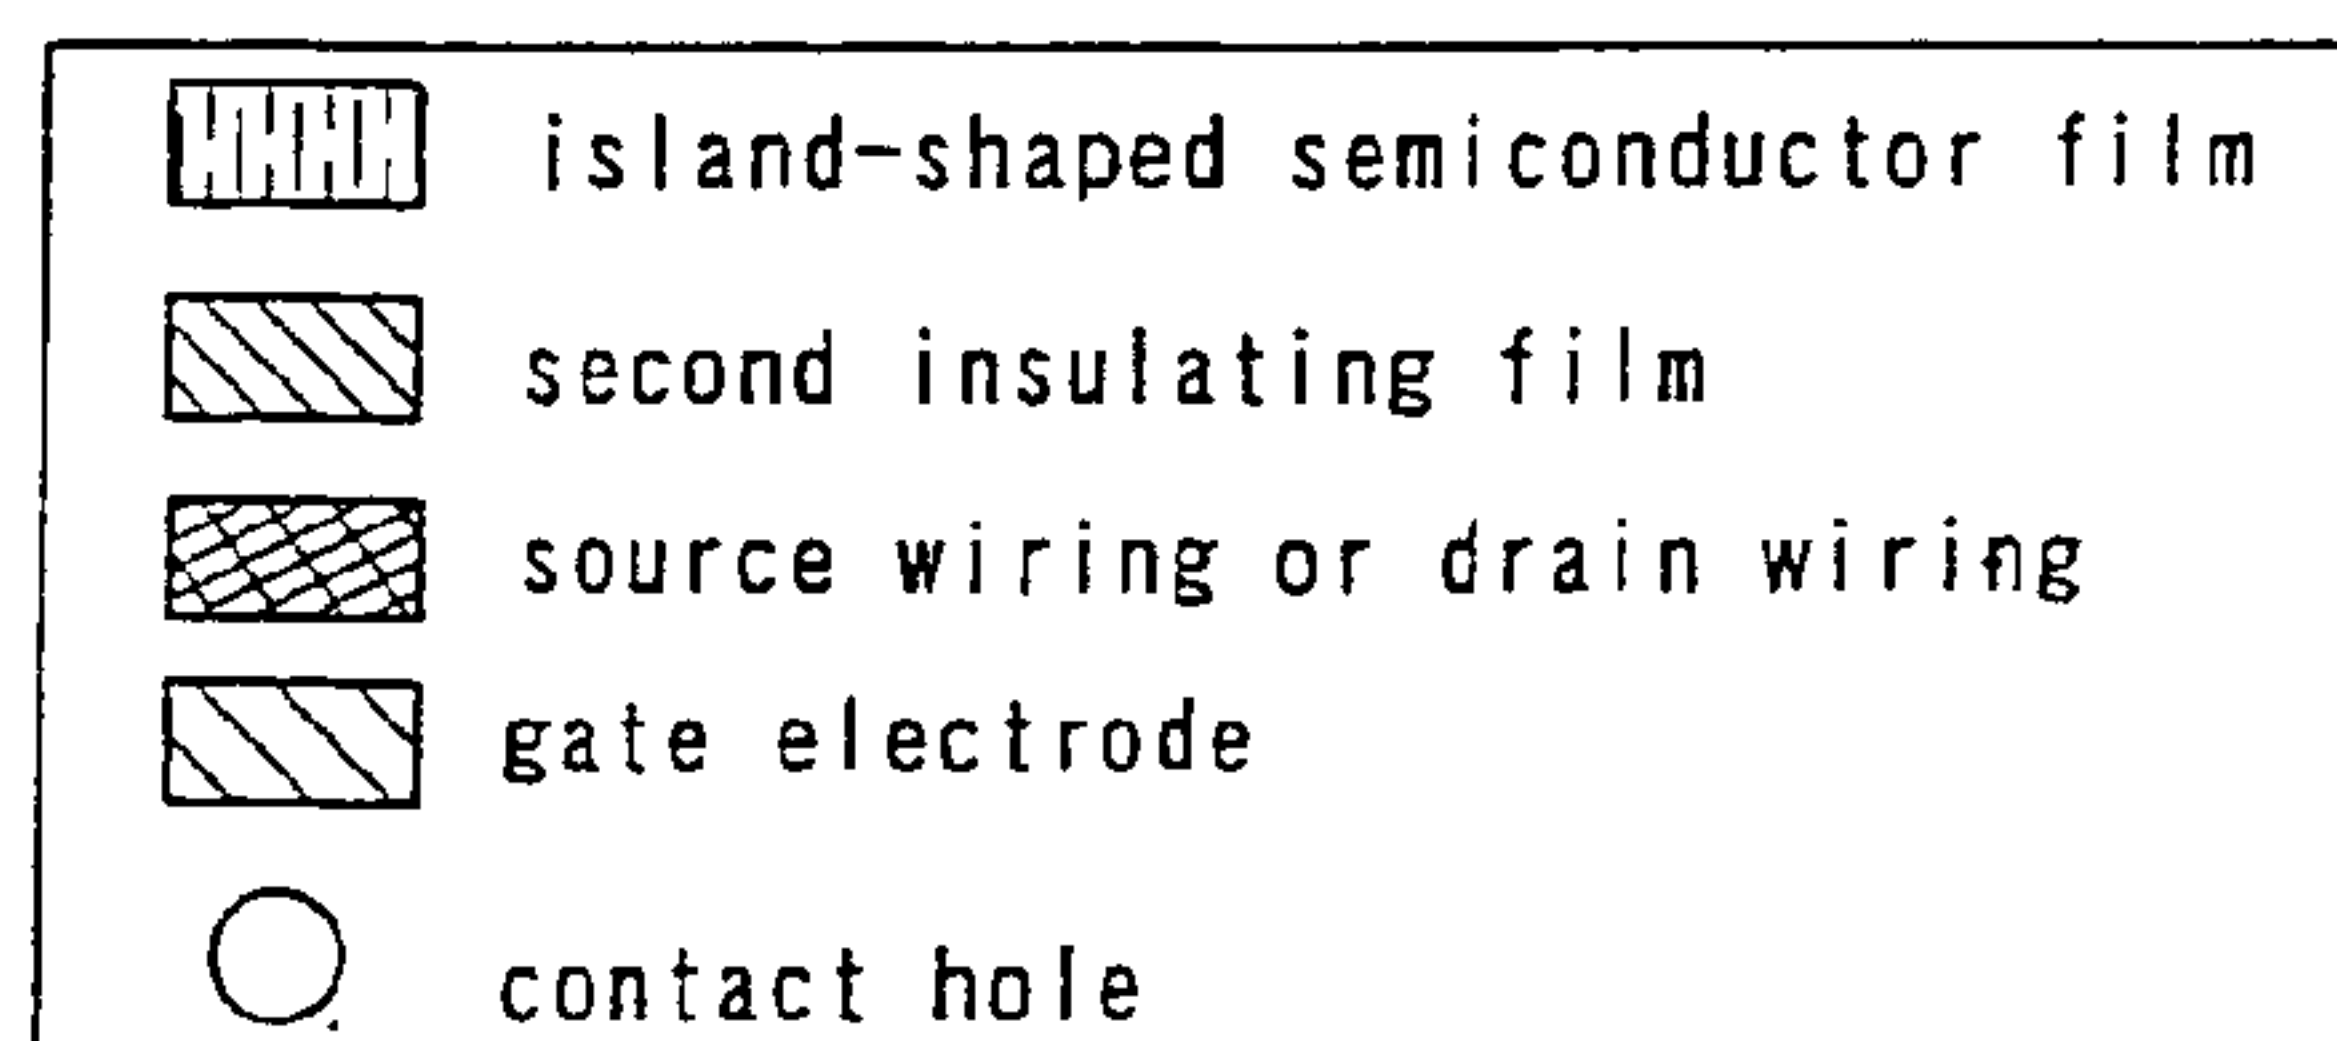 island-shaped semiconductor film
second insulating film
source wiring or drain wiring
gate electrode
contact hole